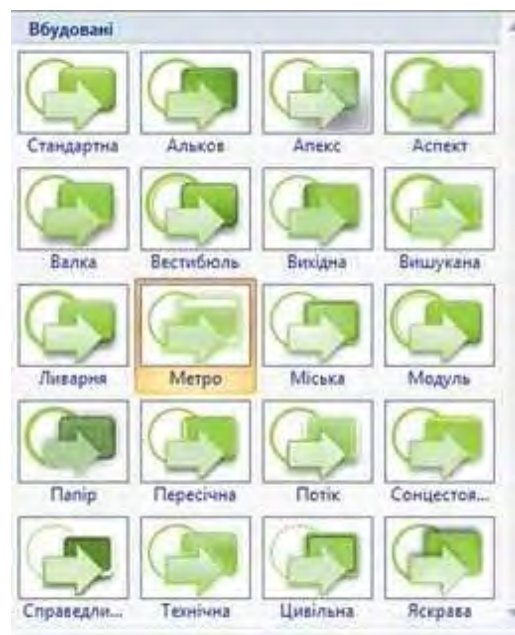 Вбудовані
Стандартна Альков Апекс Аспект
Валка Вестибюль Вихідна Вишукана
Ливарня Метро Міська Модуль
Папір Пересічна Потік Сонцестоя...
Справедли... Технічна Цивільна Яскрава